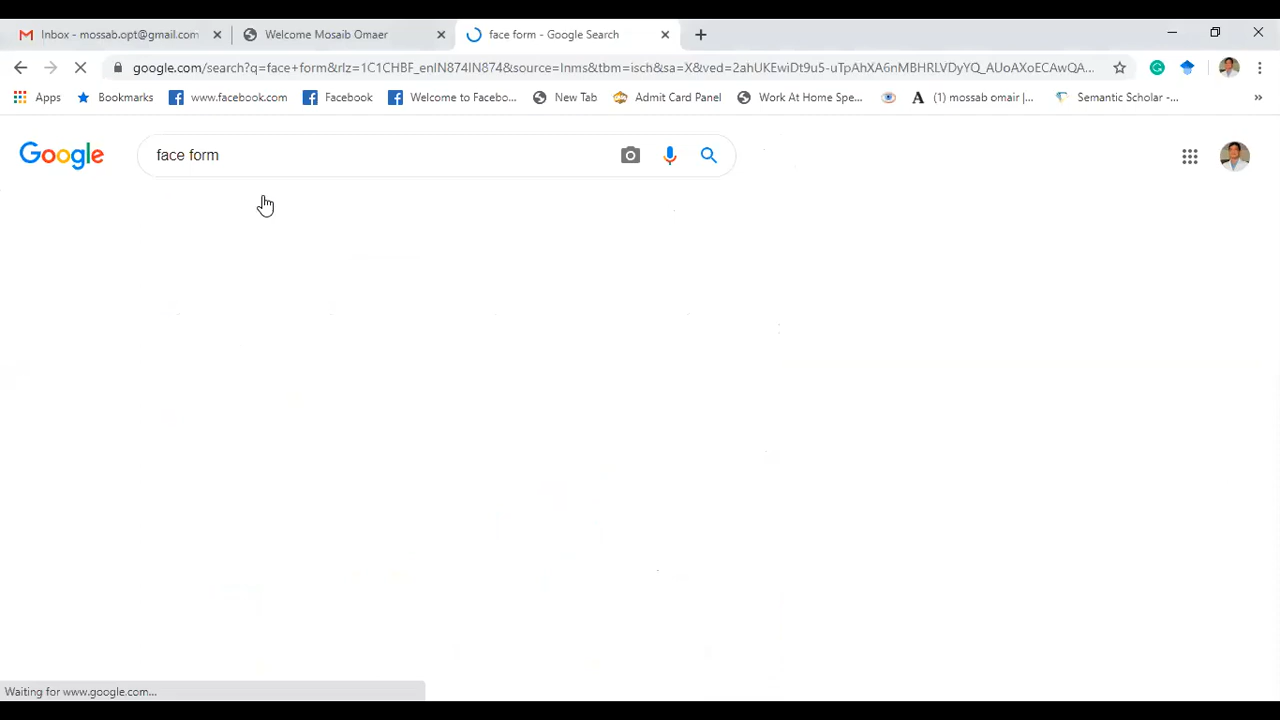 Inbox - mossab.opt@gmail.com
Welcome Mosaib Omaer
face form - Google Search
google.com/search?q=face+form&rlz=1C1CHBF_enIN874IN874&source=lnms&tbm=isch&sa=X&ved=2ahUKEwiDt9u5-uTpAhXA6nMBHRLVDyYQ_AUoAXoECAwQA...
Apps
Bookmarks
www.facebook.com
Facebook
Welcome to Facebo...
New Tab
Admit Card Panel
Work At Home Spe...
(1) mossab omair |...
Semantic Scholar -...
»
Google
face form
Waiting for www.google.com...